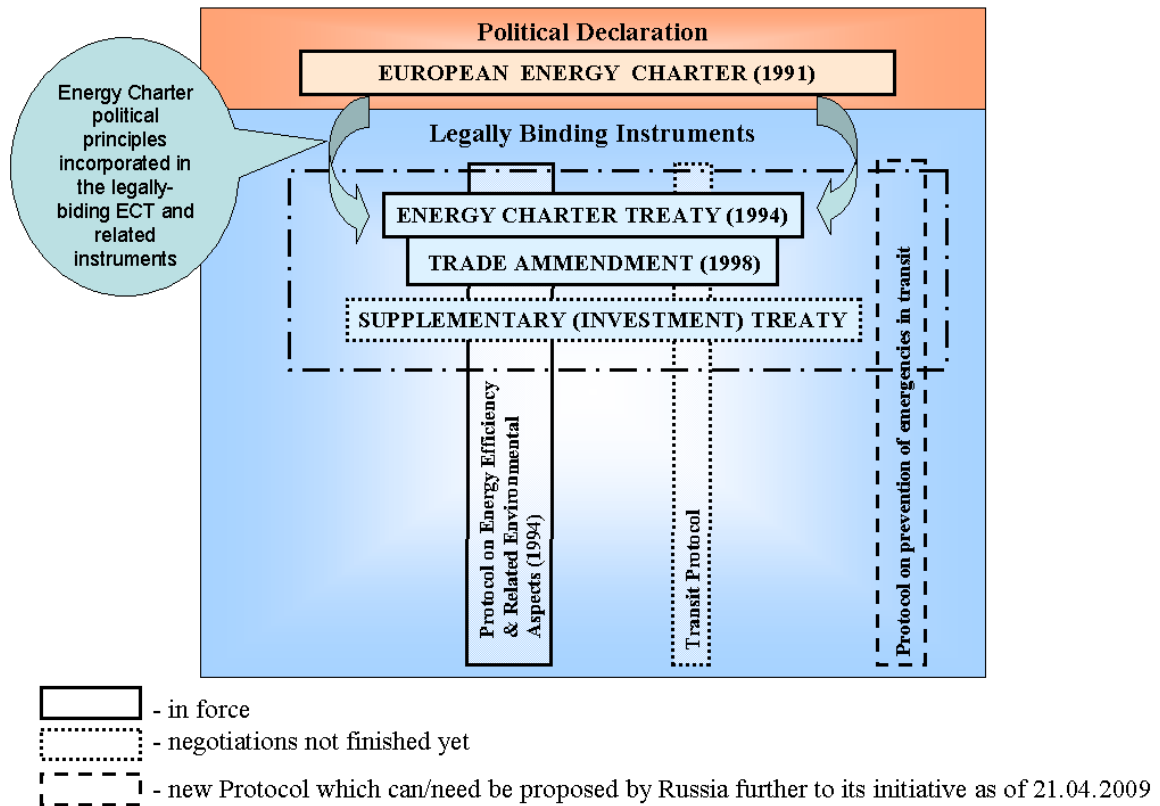 Political Declaration
EUROPEAN ENERGY CHARTER (1991)
Energy Charter
political
principles
incorporated in
the legally-
biding ECT and
related
instruments
Legally Binding Instruments
ENERGY CHARTER TREATY (1994)
TRADE AMMENDMENT (1998)
SUPPLEMENTARY (INVESTMENT) TREATY
Protocol on Energy Efficiency
& Related Environmental
Aspects (1994)
Transit Protocol
Protocol on prevention of emergencies in transit
- in force
- negotiations not finished yet
- new Protocol which can/need be proposed by Russia further to its initiative as of 21.04.2009